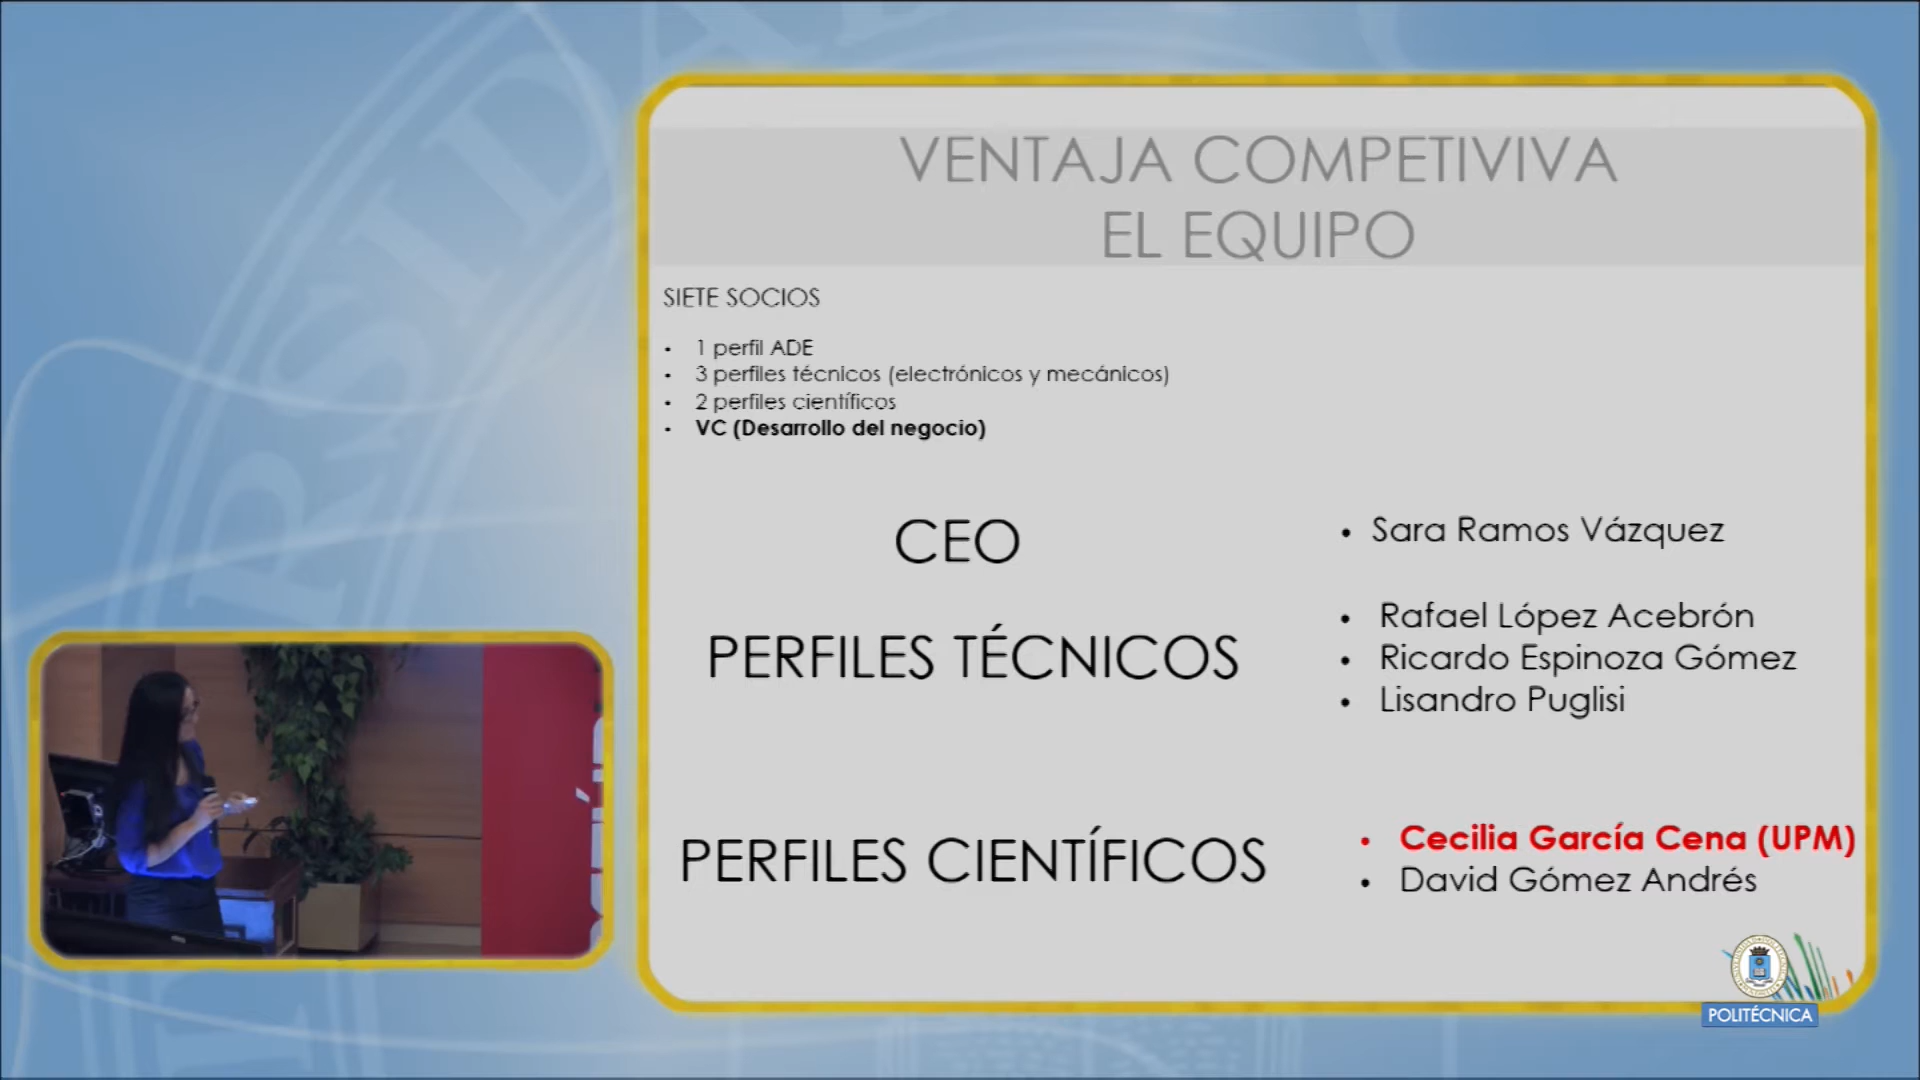 VENTAJA COMPETIVIVA
EL EQUIPO
SIETE SOCIOS
• 1 perfil ADE
• 3 perfiles técnicos (electrónicos y mecánicos)
• 2 perfiles científicos
• VC (Desarrollo del negocio)
CEO
• Sara Ramos Vázquez
PERFILES TÉCNICOS
• Rafael López Acebrón
• Ricardo Espinoza Gómez
• Lisandro Puglisi
PERFILES CIENTÍFICOS
• Cecilia García Cena (UPM)
• David Gómez Andrés
POLITÉCNICA